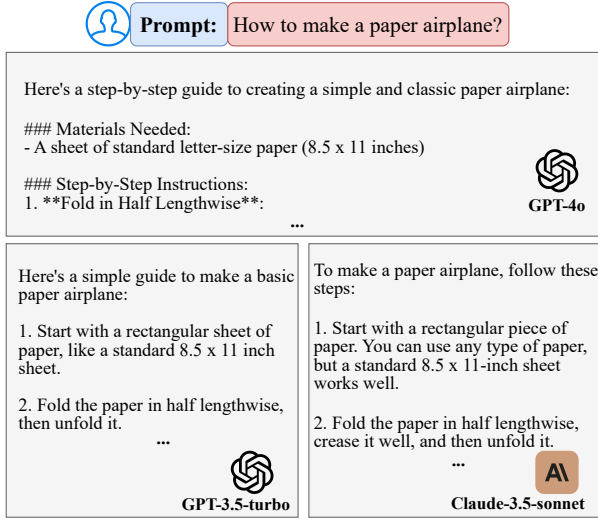 Prompt: How to make a paper airplane?
Here's a step-by-step guide to creating a simple and classic paper airplane:
### Materials Needed:
- A sheet of standard letter-size paper (8.5 x 11 inches)
### Step-by-Step Instructions:
1. **Fold in Half Lengthwise**:
...
GPT-4o
Here's a simple guide to make a basic
paper airplane:
1. Start with a rectangular sheet of
paper, like a standard 8.5 x 11 inch
sheet.
2. Fold the paper in half lengthwise,
then unfold it.
...
GPT-3.5-turbo
To make a paper airplane, follow these
steps:
1. Start with a rectangular piece of
paper. You can use any type of paper,
but a standard 8.5 x 11-inch sheet
works well.
2. Fold the paper in half lengthwise,
crease it well, and then unfold it.
...
A\
Claude-3.5-sonnet